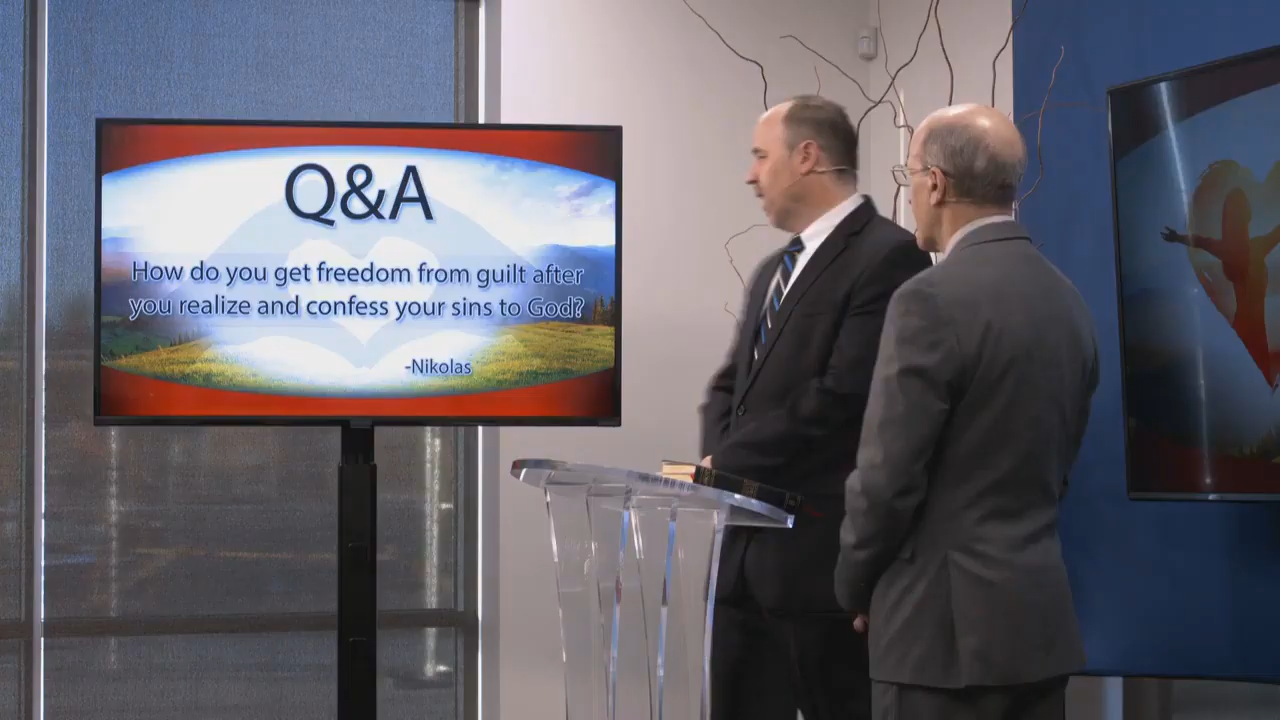 Q&A
How do you get freedom from guilt after
you realize and confess your sins to God?
-Nikolas